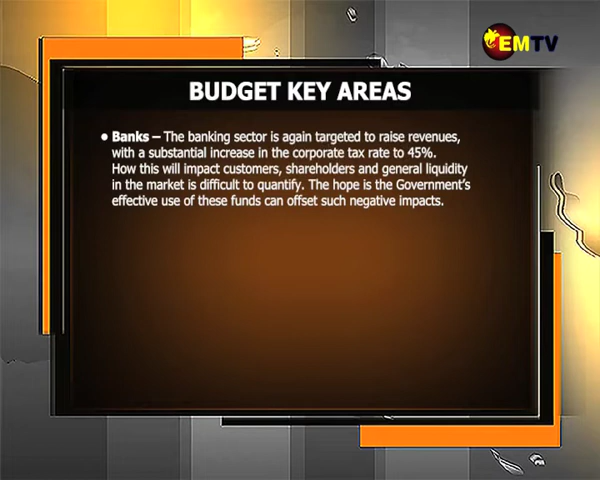 EMTV
BUDGET KEY AREAS
• Banks – The banking sector is again targeted to raise revenues,
with a substantial increase in the corporate tax rate to 45%.
How this will impact customers, shareholders and general liquidity
in the market is difficult to quantify. The hope is the Government's
effective use of these funds can offset such negative impacts.